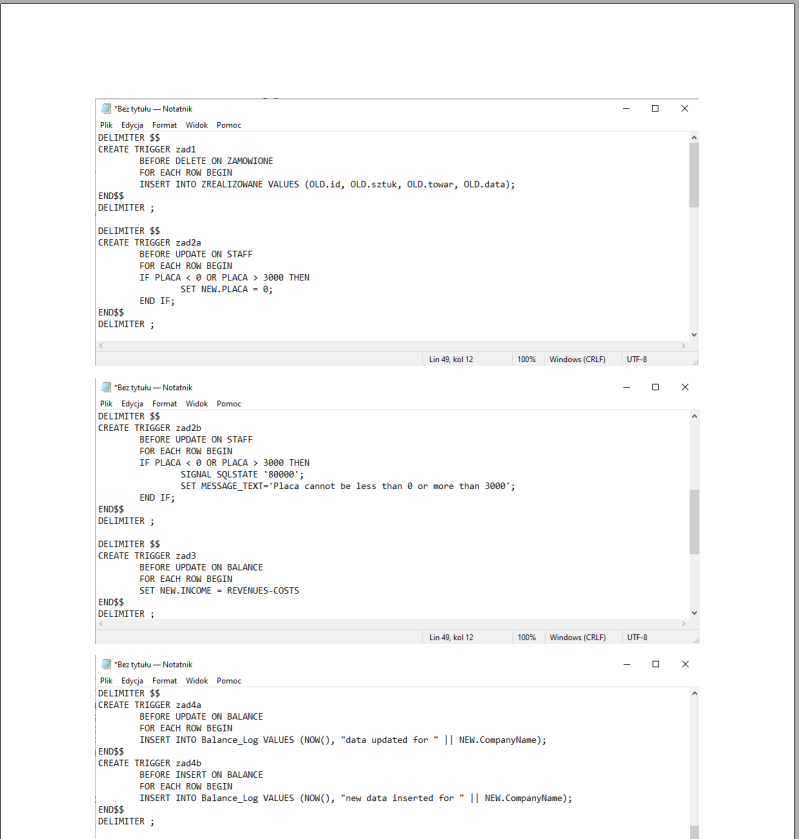 *Bez tytułu — Notatnik
Plik Edycja Format Widok Pomoc
DELIMITER $$
CREATE TRIGGER zad1
BEFORE DELETE ON ZAMOWIONE
FOR EACH ROW BEGIN
INSERT INTO ZREALIZOWANE VALUES (OLD.id, OLD.sztuk, OLD.towar, OLD.data);
END$$
DELIMITER ;
DELIMITER $$
CREATE TRIGGER zad2a
BEFORE UPDATE ON STAFF
FOR EACH ROW BEGIN
IF PLACA < 0 OR PLACA > 3000 THEN
SET NEW.PLACA = 0;
END IF;
END$$
DELIMITER ;
Lin 49, kol 12 100% Windows (CRLF) UTF-8
*Bez tytułu — Notatnik
Plik Edycja Format Widok Pomoc
DELIMITER $$
CREATE TRIGGER zad2b
BEFORE UPDATE ON STAFF
FOR EACH ROW BEGIN
IF PLACA < 0 OR PLACA > 3000 THEN
SIGNAL SQLSTATE '80000';
SET MESSAGE_TEXT='Placa cannot be less than 0 or more than 3000';
END IF;
END$$
DELIMITER ;
DELIMITER $$
CREATE TRIGGER zad3
BEFORE UPDATE ON BALANCE
FOR EACH ROW BEGIN
SET NEW.INCOME = REVENUES-COSTS
END$$
DELIMITER ;
Lin 49, kol 12 100% Windows (CRLF) UTF-8
*Bez tytułu — Notatnik
Plik Edycja Format Widok Pomoc
DELIMITER $$
CREATE TRIGGER zad4a
BEFORE UPDATE ON BALANCE
FOR EACH ROW BEGIN
INSERT INTO Balance_Log VALUES (NOW(), "data updated for " || NEW.CompanyName);
END$$
CREATE TRIGGER zad4b
BEFORE INSERT ON BALANCE
FOR EACH ROW BEGIN
INSERT INTO Balance_Log VALUES (NOW(), "new data inserted for " || NEW.CompanyName);
END$$
DELIMITER ;